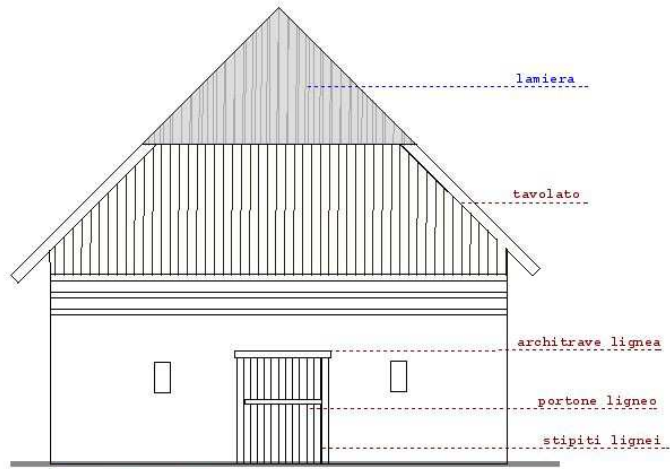 lamiera
tavolato
architrave lignea
portone ligneo
stipiti lignei